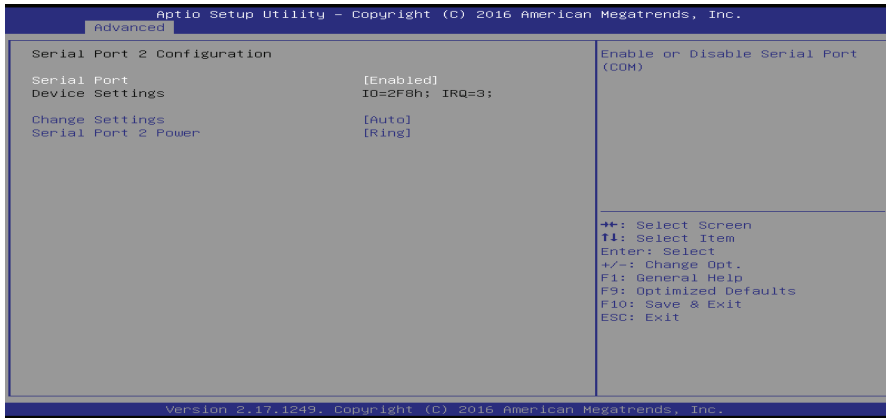 Aptio Setup Utility – Copyright (C) 2016 American Megatrends, Inc.
Advanced
Serial Port 2 Configuration
Serial Port [Enabled]
Device Settings IO=2F8h; IRQ=3;
Change Settings [Auto]
Serial Port 2 Power [Ring]
Enable or Disable Serial Port
(COM)
→←: Select Screen
↑↓: Select Item
Enter: Select
+/-: Change Opt.
F1: General Help
F9: Optimized Defaults
F10: Save & Exit
ESC: Exit
Version 2.17.1249. Copyright (C) 2016 American Megatrends, Inc.